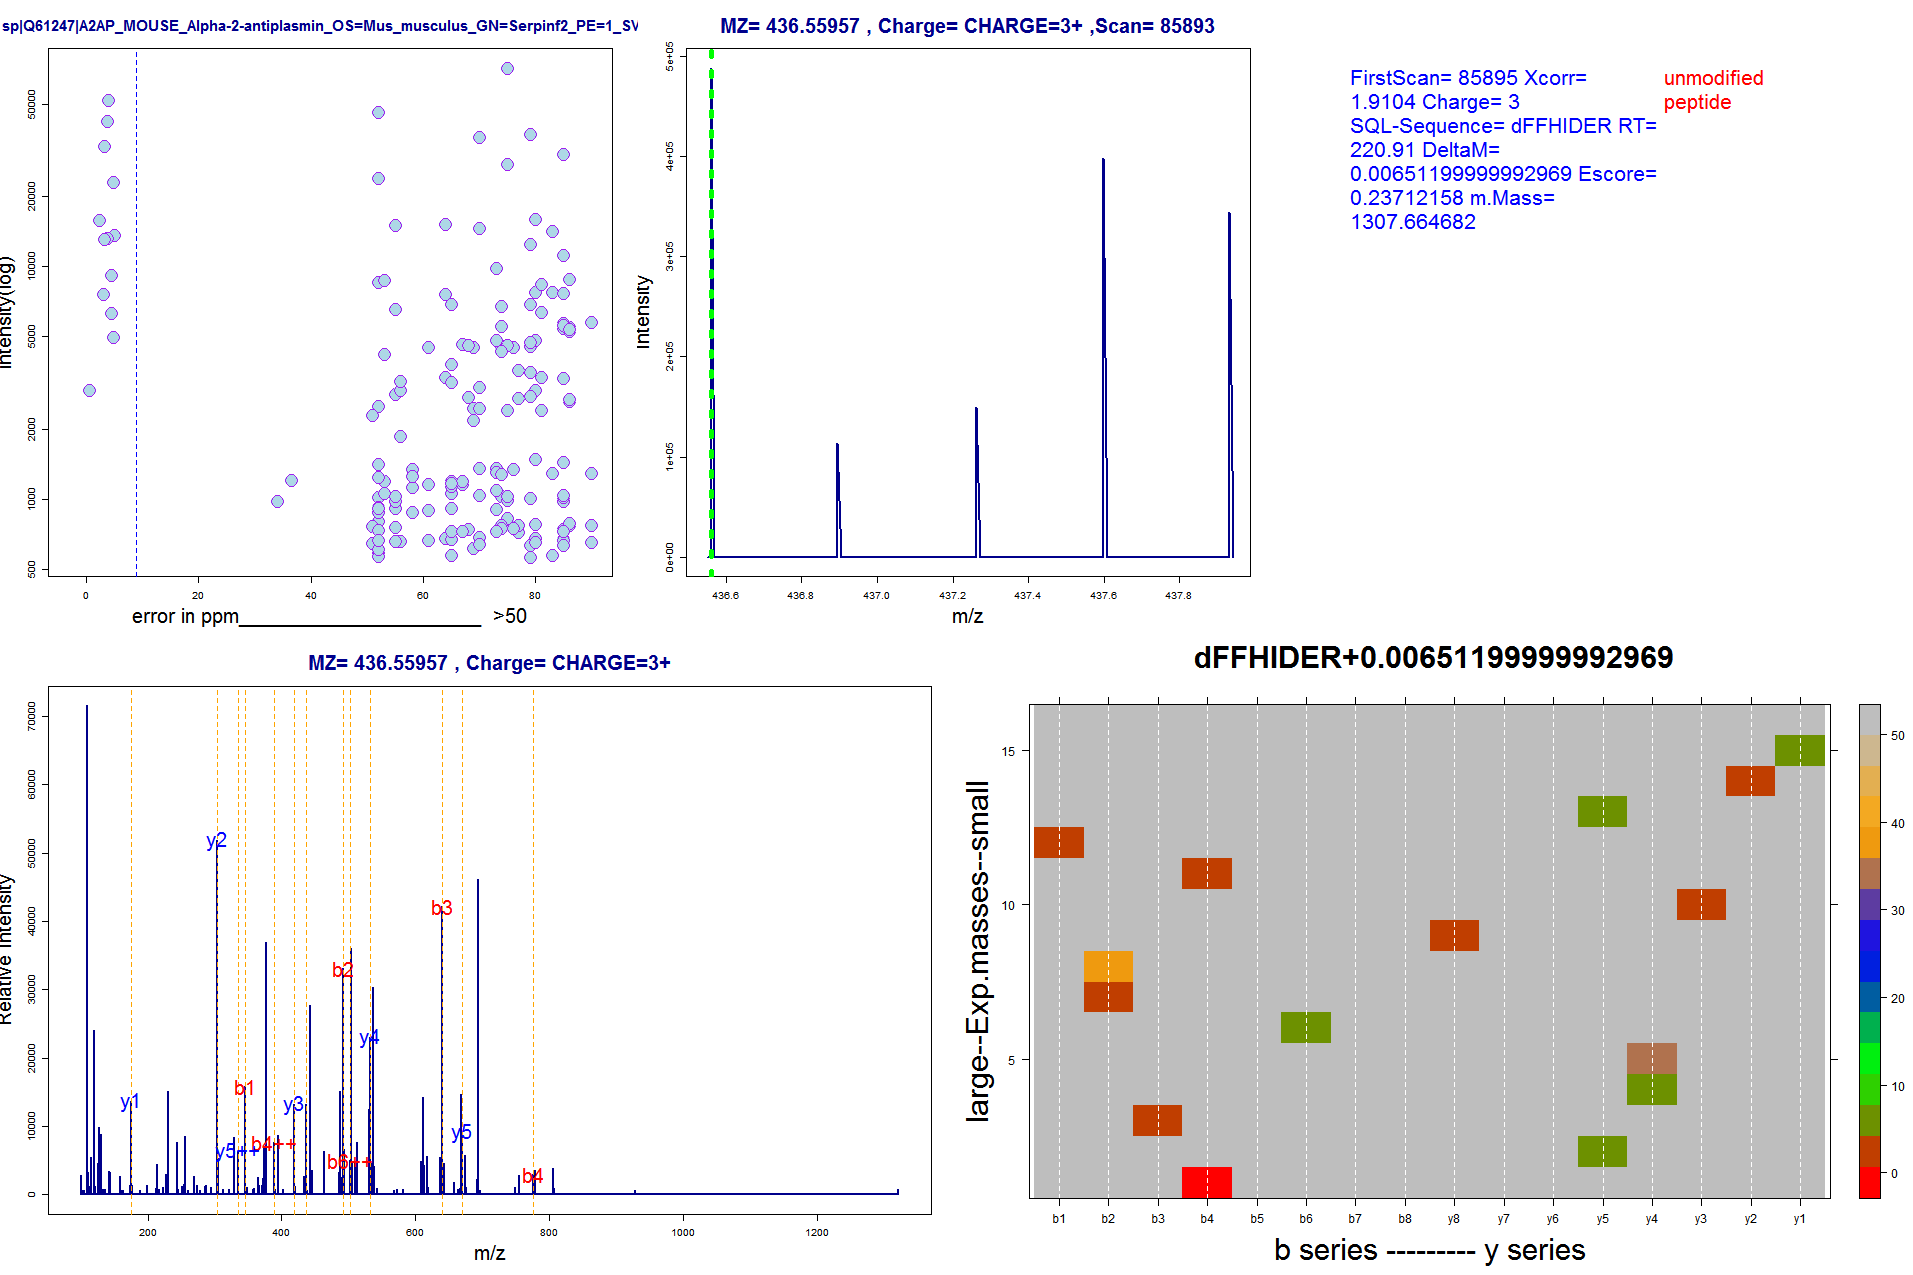 sp|Q61247|A2AP_MOUSE_Alpha-2-antiplasmin_OS=Mus_musculus_GN=Serpinf2_PE=1_SV
Intensity(log)
50000
20000
10000
5000
2000
1000
500
0 20 40 60 80
error in ppm______________________ >50
MZ= 436.55957 , Charge= CHARGE=3+ ,Scan= 85893
Intensity
5e+05
4e+05
3e+05
2e+05
1e+05
0e+00
436.6 436.8 437.0 437.2 437.4 437.6 437.8
m/z
FirstScan= 85895 Xcorr=
1.9104 Charge= 3
SQL-Sequence= dFFHIDER RT=
220.91 DeltaM=
0.00651199999992969 Escore=
0.23712158 m.Mass=
1307.664682
unmodified
peptide
MZ= 436.55957 , Charge= CHARGE=3+
Relative Intensity
70000
60000
50000
40000
30000
20000
10000
0
y2
b3
b2
y4
b1
y1
y3
y5
b4++
y5++
b6++
b4
200 400 600 800 1000 1200
m/z
dFFHIDER+0.00651199999992969
large--Exp.masses--small
15
10
5
b1 b2 b3 b4 b5 b6 b7 b8 y8 y7 y6 y5 y4 y3 y2 y1
b series --------- y series
50
40
30
20
10
0